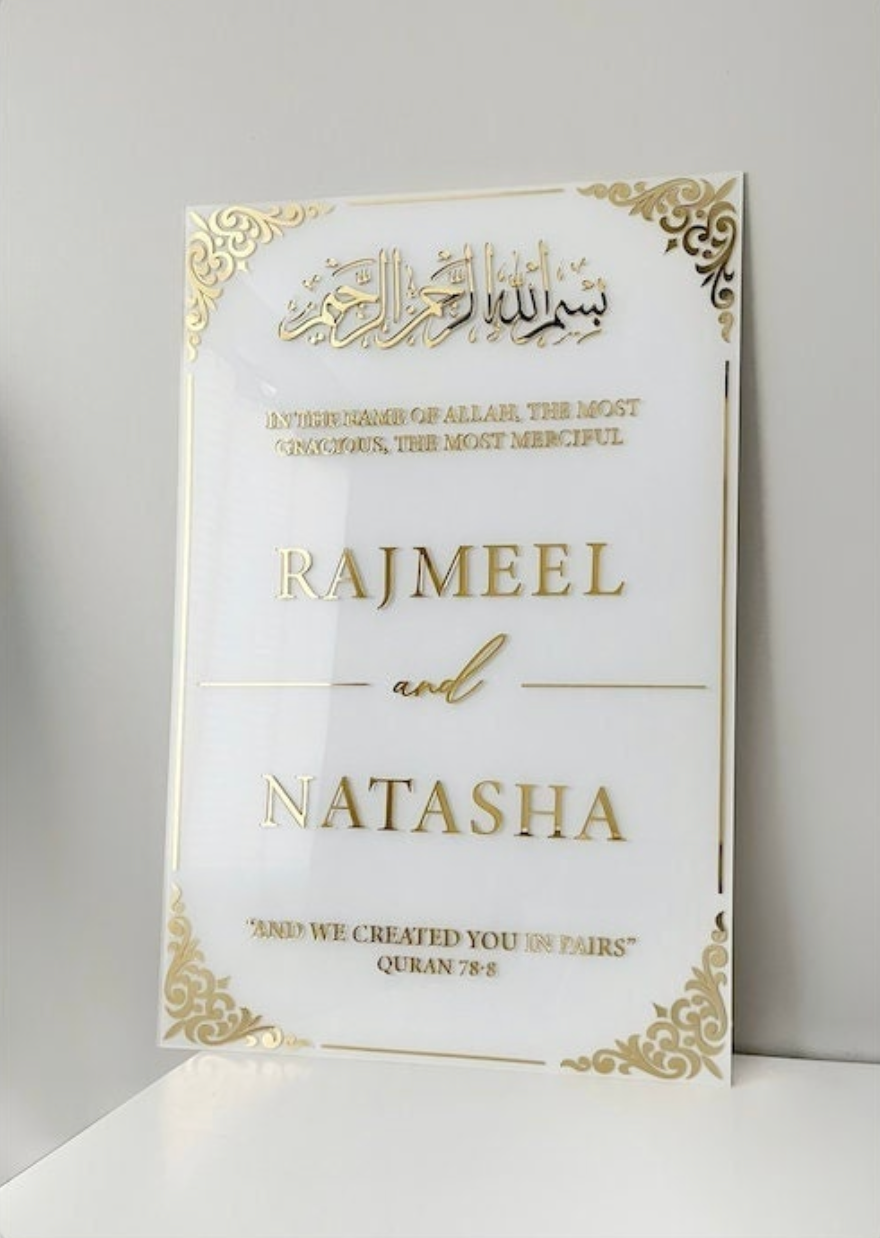 بسم الله الرحمن الرحيم
IN THE NAME OF ALLAH, THE MOST
GRACIOUS, THE MOST MERCIFUL
RAJMEEL
and
NATASHA
"AND WE CREATED YOU IN PAIRS"
QURAN 78:8